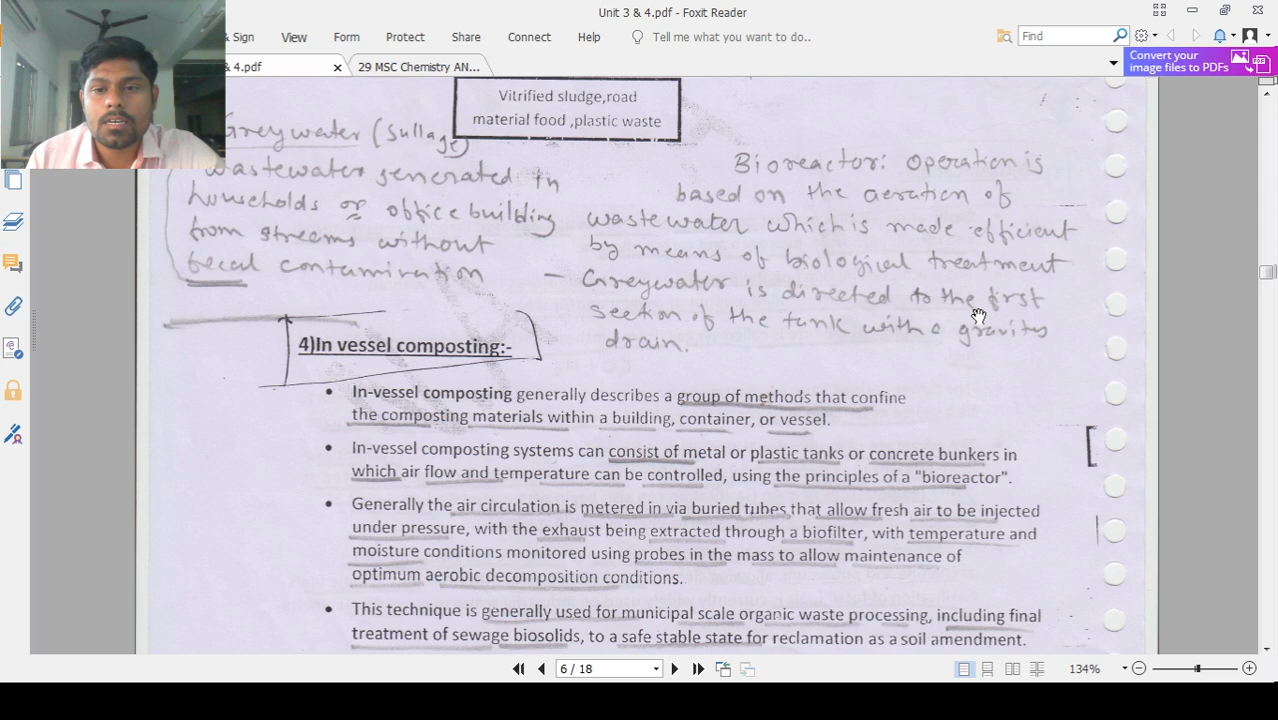 Unit 3 & 4.pdf - Foxit Reader
& Sign View Form Protect Share Connect Help Tell me what you want to do.. Find
& 4.pdf 29 MSC Chemistry AN...
Convert your
image files to PDFs
Vitrified sludge,road
material food ,plastic waste
Greywater (Sullage)
wastewater generated in
households or office building
from streams without
fecal contamination
Bioreactor: Operation is
based on the aeration of
wastewater which is made efficient
by means of biological treatment
– Greywater is directed to the first
section of the tank with a gravity
drain.
4)In vessel composting:-
• In-vessel composting generally describes a group of methods that confine
the composting materials within a building, container, or vessel.
• In-vessel composting systems can consist of metal or plastic tanks or concrete bunkers in
which air flow and temperature can be controlled, using the principles of a "bioreactor".
• Generally the air circulation is metered in via buried tubes that allow fresh air to be injected
under pressure, with the exhaust being extracted through a biofilter, with temperature and
moisture conditions monitored using probes in the mass to allow maintenance of
optimum aerobic decomposition conditions.
• This technique is generally used for municipal scale organic waste processing, including final
treatment of sewage biosolids, to a safe stable state for reclamation as a soil amendment.
6 / 18
134%